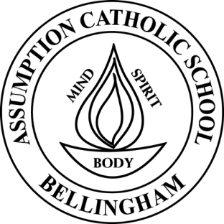 ASSUMPTION CATHOLIC SCHOOL
MIND
SPIRIT
BODY
BELLINGHAM